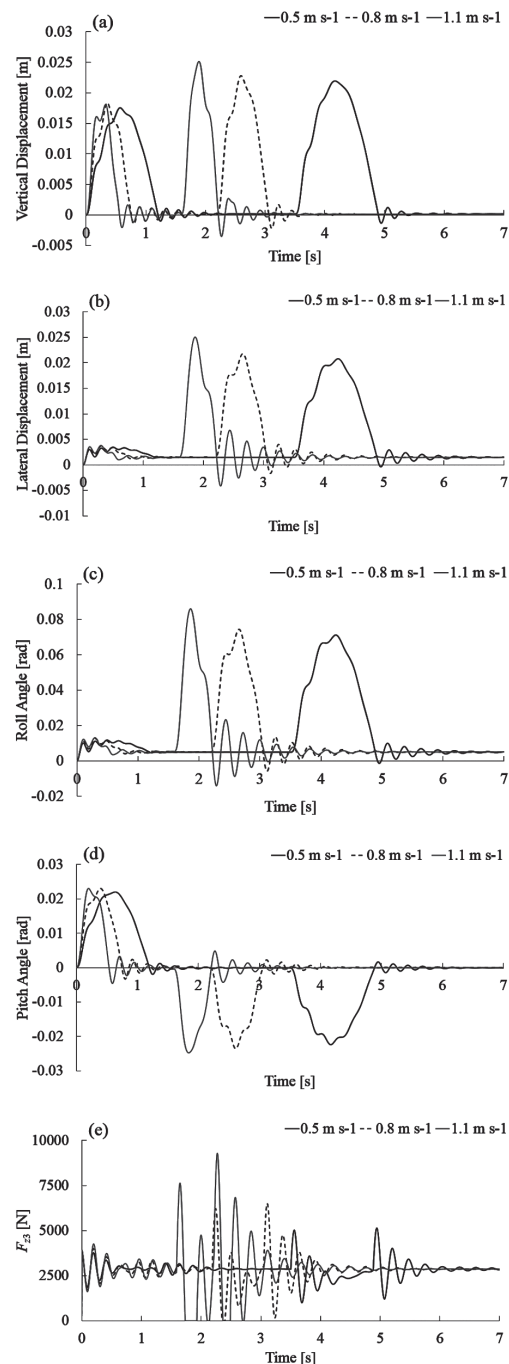 (a)
0.5 m s-1 0.8 m s-1 1.1 m s-1
Vertical Displacement [m]
0.03
0.025
0.02
0.015
0.01
0.005
0
-0.005
0 1 2 3 4 5 6 7
Time [s]
(b)
0.5 m s-1 0.8 m s-1 1.1 m s-1
Lateral Displacement [m]
0.03
0.025
0.02
0.015
0.01
0.005
0
-0.005
-0.01
0 1 2 3 4 5 6 7
Time [s]
(c)
0.5 m s-1 0.8 m s-1 1.1 m s-1
Roll Angle [rad]
0.1
0.08
0.06
0.04
0.02
0
-0.02
0 1 2 3 4 5 6 7
Time [s]
(d)
0.5 m s-1 0.8 m s-1 1.1 m s-1
Pitch Angle [rad]
0.03
0.02
0.01
0
-0.01
-0.02
-0.03
0 1 2 3 4 5 6 7
Time [s]
(e)
0.5 m s-1 0.8 m s-1 1.1 m s-1
Fz3 [N]
10000
7500
5000
2500
0
0 1 2 3 4 5 6 7
Time [s]